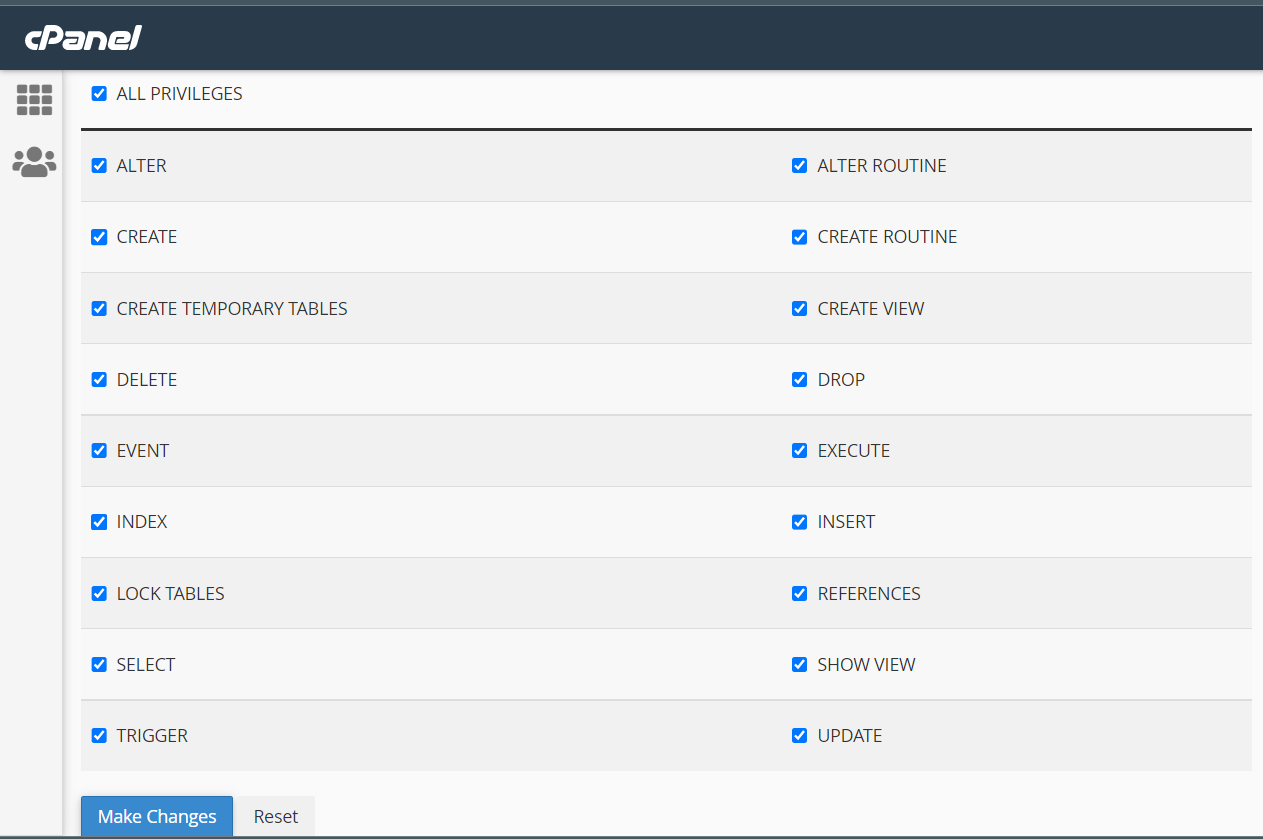 cPanel
ALL PRIVILEGES
ALTER ALTER ROUTINE
CREATE CREATE ROUTINE
CREATE TEMPORARY TABLES CREATE VIEW
DELETE DROP
EVENT EXECUTE
INDEX INSERT
LOCK TABLES REFERENCES
SELECT SHOW VIEW
TRIGGER UPDATE
Make Changes Reset